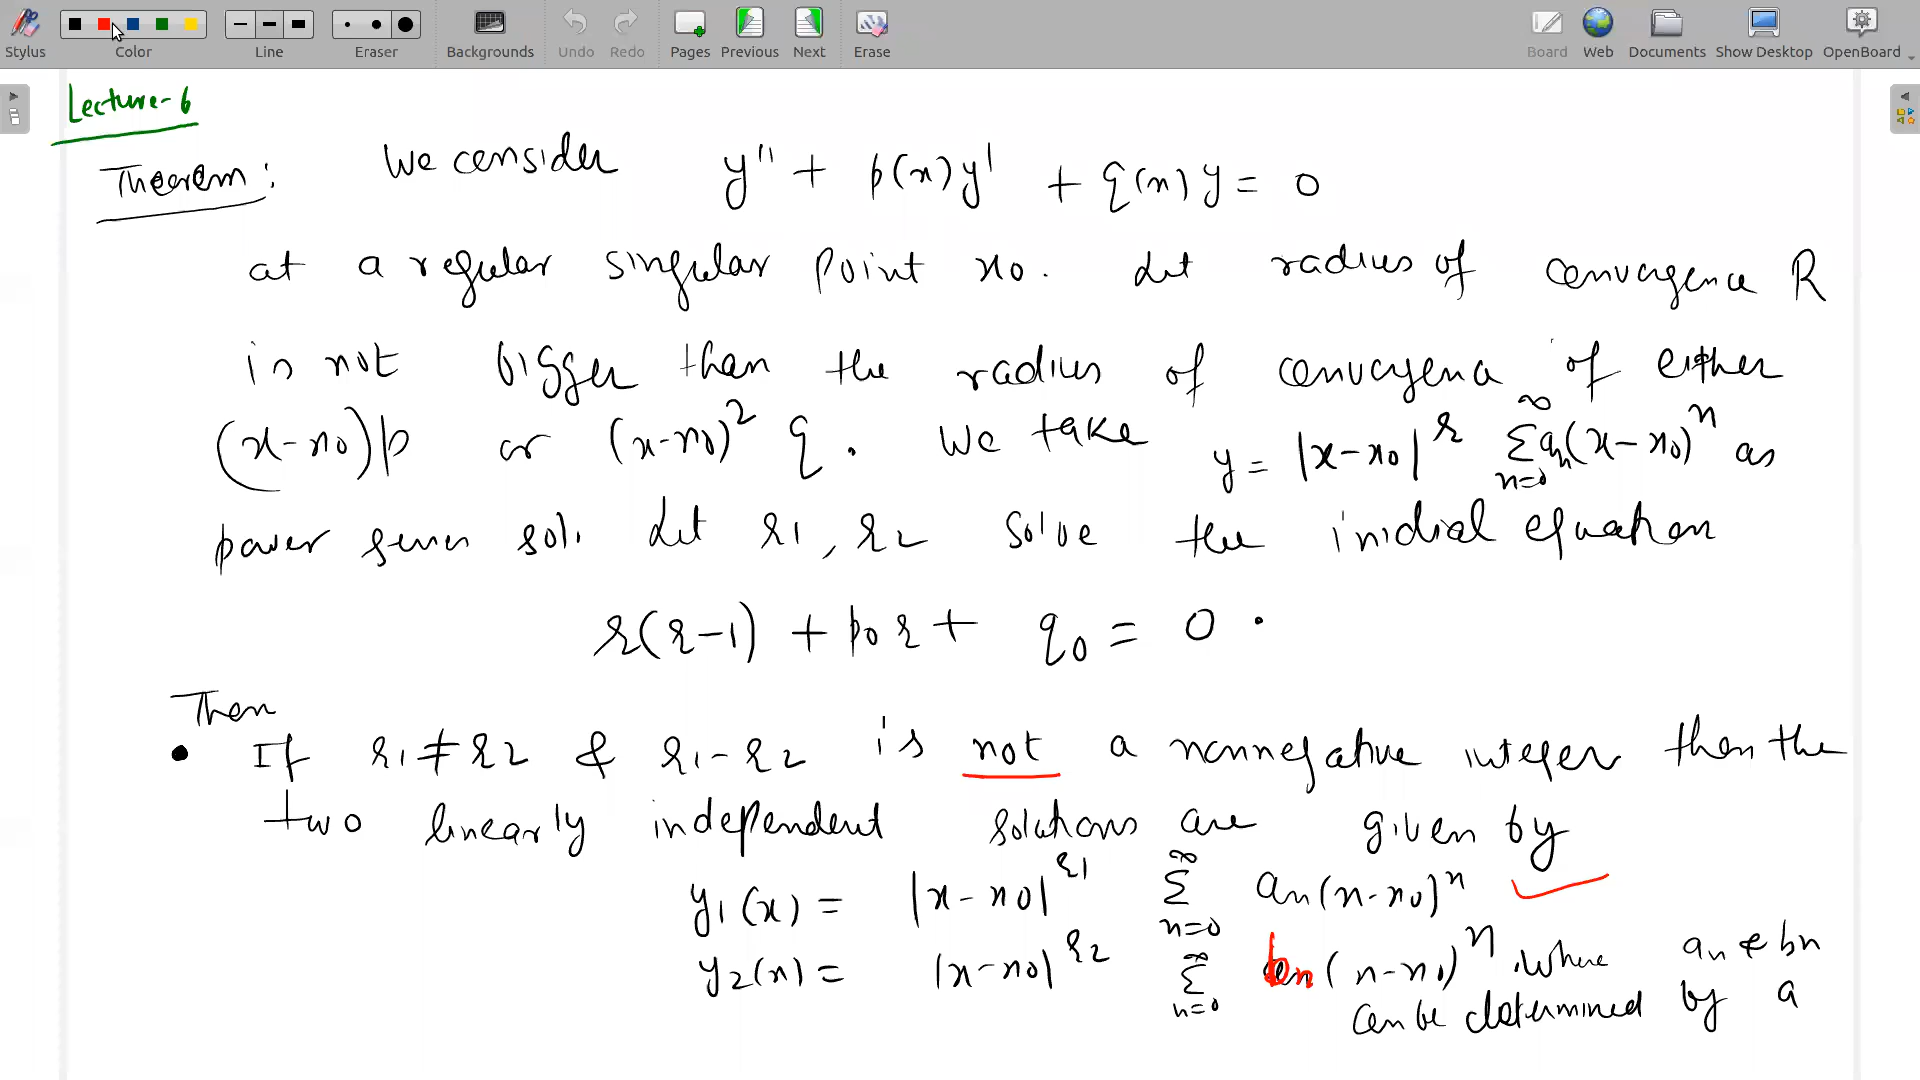 Stylus Color Line Eraser Backgrounds Undo Redo Pages Previous Next Erase Board Web Documents Show Desktop OpenBoard
Lecture-6
Theorem: We consider y'' + p(x)y' + q(x)y = 0
at a regular singular point x0. Let radius of convergence R
is not bigger than the radius of convergence of either
(x-x0)p or (x-x0)^2 q. We take y = |x-x0|^r ∑_{n=0}^∞ an(x-x0)^n as
power series sol. Let r1, r2 solve the inidial equation
r(r-1) + p0 r + q0 = 0.
Then
• If r1 ≠ r2 & r1-r2 is not a nonnegative integer then the
two linearly independent solutions are given by
y1(x) = |x-x0|^r1 ∑_{n=0}^∞ an(x-x0)^n
y2(x) = |x-x0|^r2 ∑_{n=0}^∞ bn(x-x0)^n. where an & bn
can be determined by a